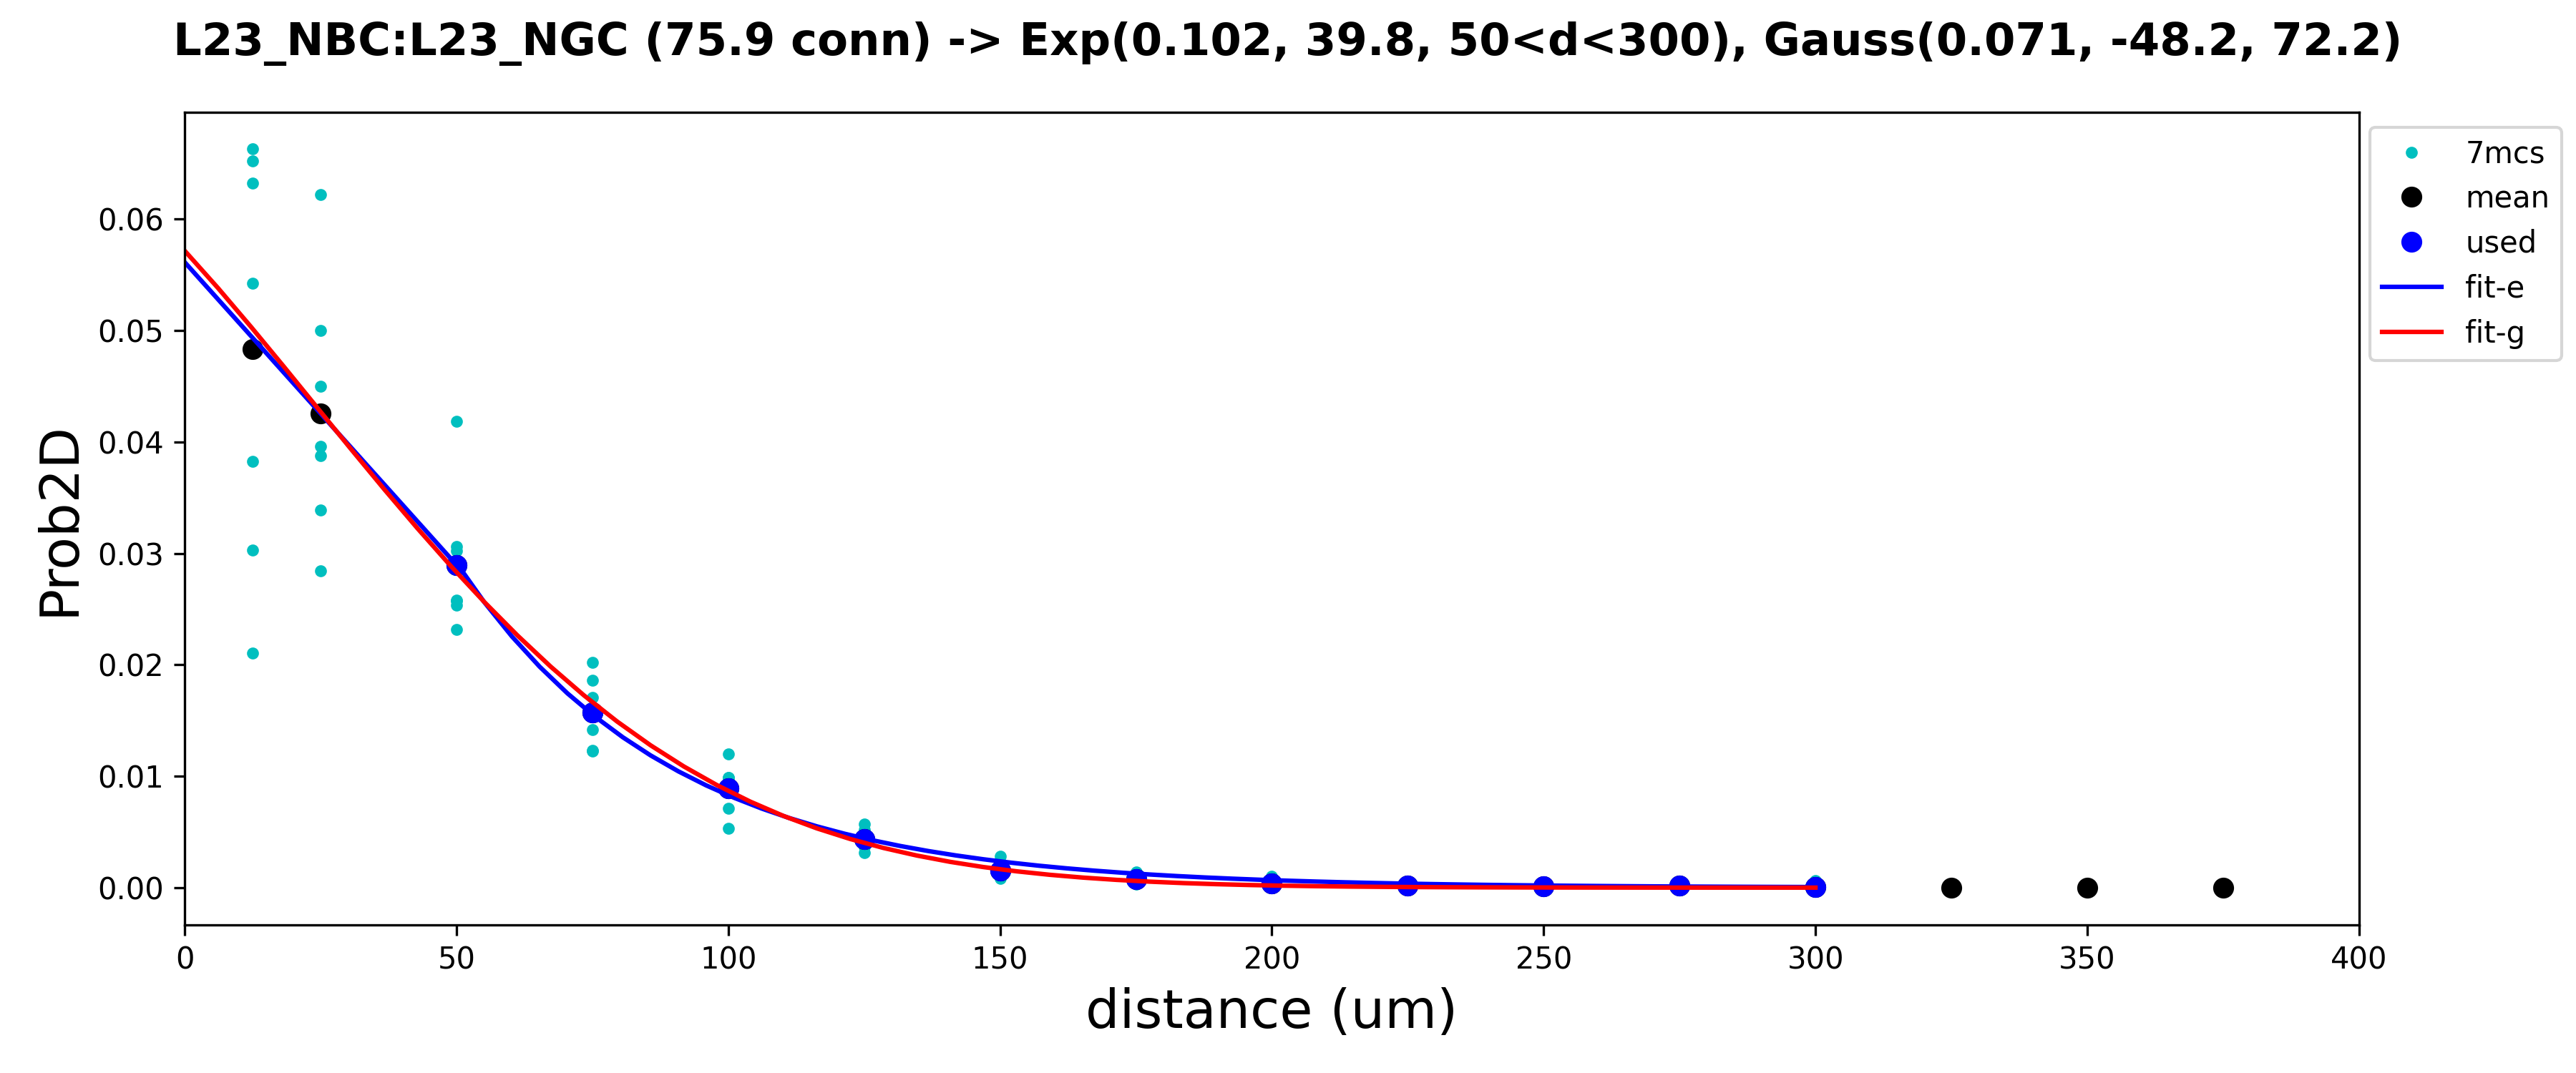 L23_NBC:L23_NGC (75.9 conn) -> Exp(0.102, 39.8, 50<d<300), Gauss(0.071, -48.2, 72.2)
7mcs
mean
used
fit-e
fit-g
Prob2D
0.06
0.05
0.04
0.03
0.02
0.01
0.00
0 50 100 150 200 250 300 350 400
distance (um)